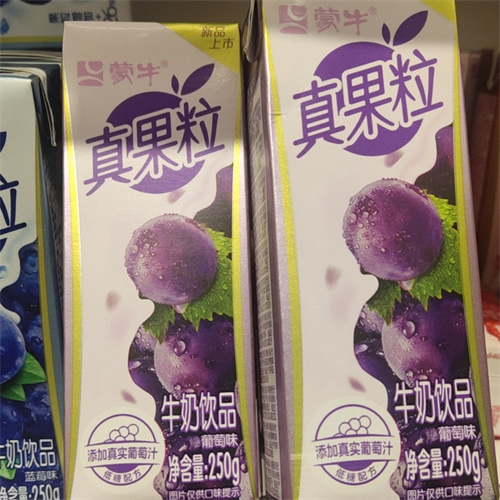 新品
上市
蒙牛®
真果粒
牛奶饮品
葡萄味
添加真实葡萄汁
低糖配方
净含量:250g
图片仅供口味提示
蒙牛®
真果粒
牛奶饮品
葡萄味
添加真实葡萄汁
低糖配方
净含量:250g
图片仅供口味提示
粒
牛奶饮品
蓝莓味
量:250g